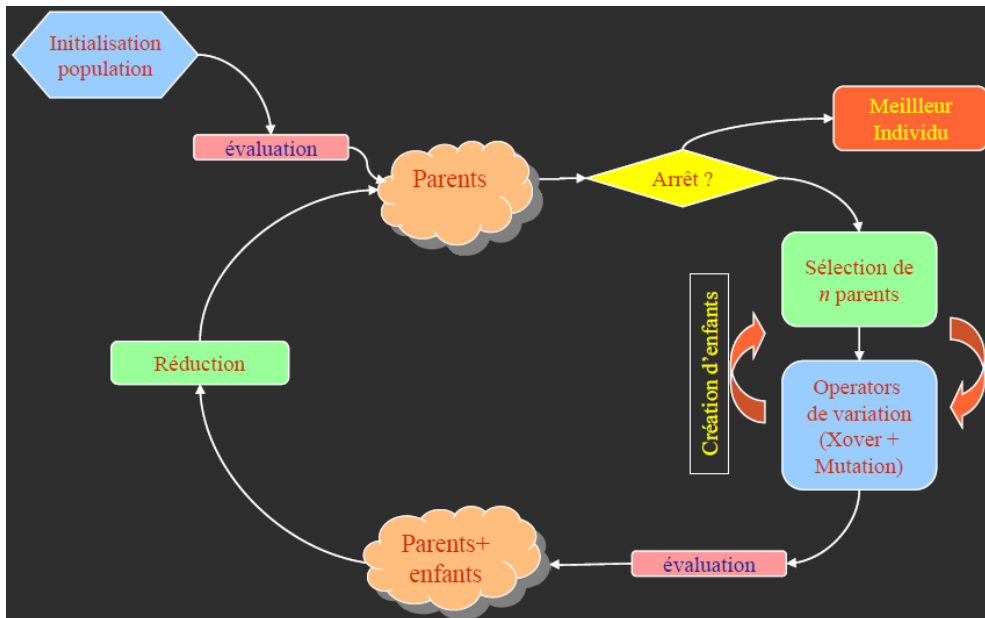 Initialisation
population
évaluation
Parents
Arrêt ?
Meillleur
Individu
Sélection de
n parents
Création d'enfants
Operators
de variation
(Xover +
Mutation)
évaluation
Parents+
enfants
Réduction